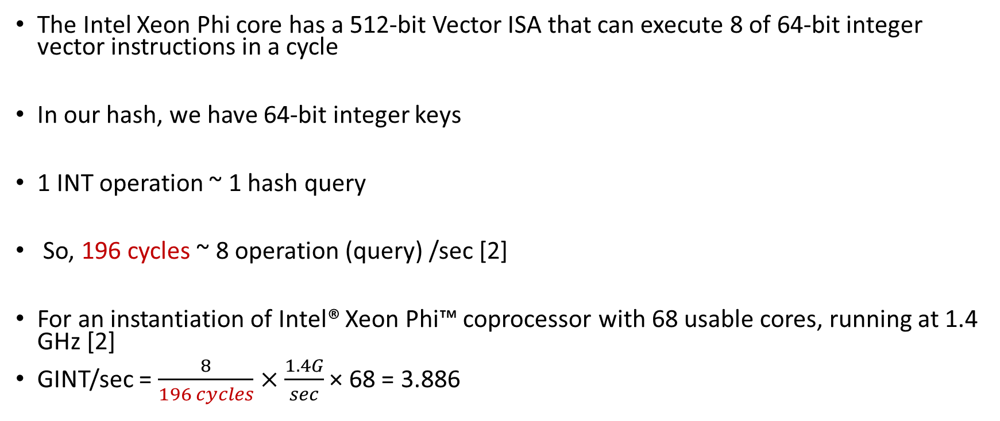 • The Intel Xeon Phi core has a 512-bit Vector ISA that can execute 8 of 64-bit integer
vector instructions in a cycle
• In our hash, we have 64-bit integer keys
• 1 INT operation ~ 1 hash query
• So, 196 cycles ~ 8 operation (query) /sec [2]
• For an instantiation of Intel® Xeon Phi™ coprocessor with 68 usable cores, running at 1.4
GHz [2]
• GINT/sec = 8 / 196 cycles × 1.4G / sec × 68 = 3.886